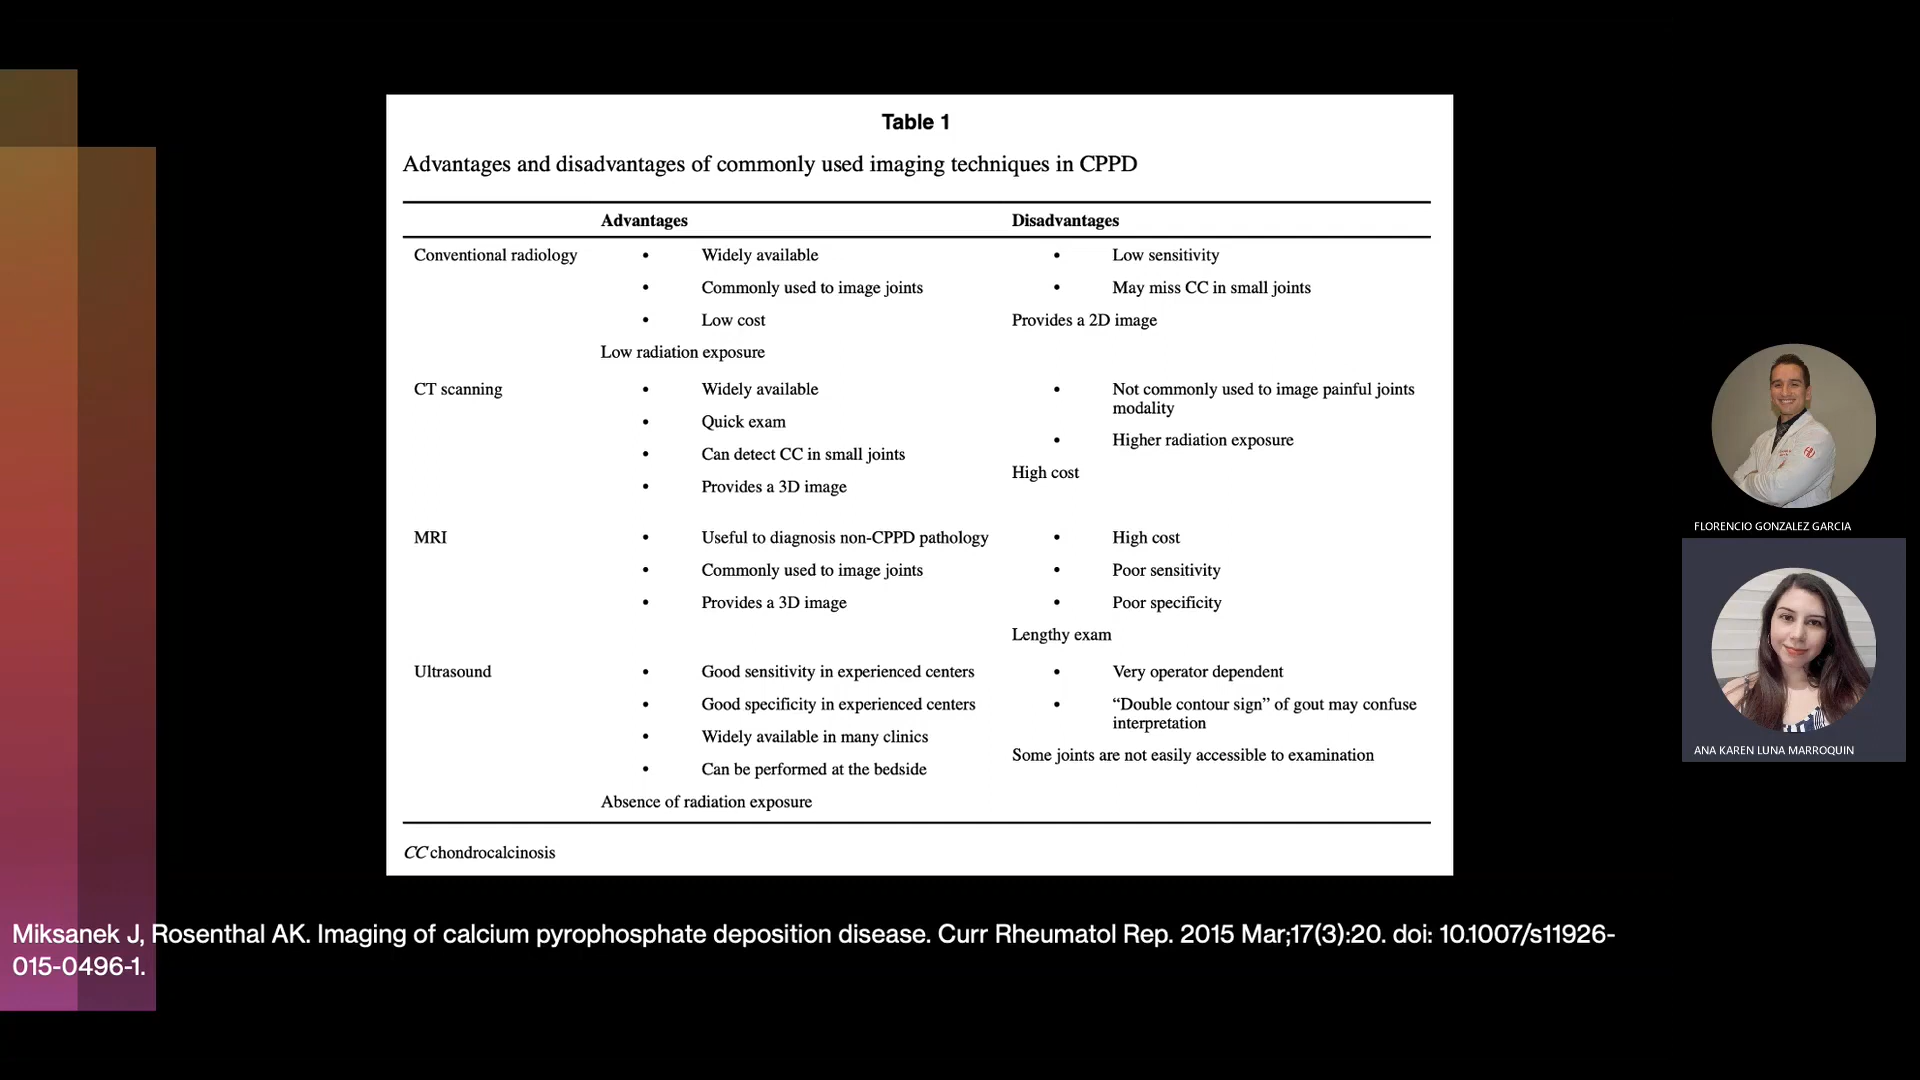 Table 1
Advantages and disadvantages of commonly used imaging techniques in CPPD
Advantages Disadvantages
Conventional radiology • Widely available • Low sensitivity
• Commonly used to image joints • May miss CC in small joints
• Low cost Provides a 2D image
Low radiation exposure
CT scanning • Widely available • Not commonly used to image painful joints
modality
• Quick exam
• Higher radiation exposure
• Can detect CC in small joints
High cost
• Provides a 3D image
MRI • Useful to diagnosis non-CPPD pathology • High cost
• Commonly used to image joints • Poor sensitivity
• Provides a 3D image • Poor specificity
Lengthy exam
Ultrasound • Good sensitivity in experienced centers • Very operator dependent
• Good specificity in experienced centers • “Double contour sign” of gout may confuse
interpretation
• Widely available in many clinics
Some joints are not easily accessible to examination
• Can be performed at the bedside
Absence of radiation exposure
CC chondrocalcinosis
Miksanek J, Rosenthal AK. Imaging of calcium pyrophosphate deposition disease. Curr Rheumatol Rep. 2015 Mar;17(3):20. doi: 10.1007/s11926-
015-0496-1.
FLORENCIO GONZALEZ GARCIA
ANA KAREN LUNA MARROQUIN